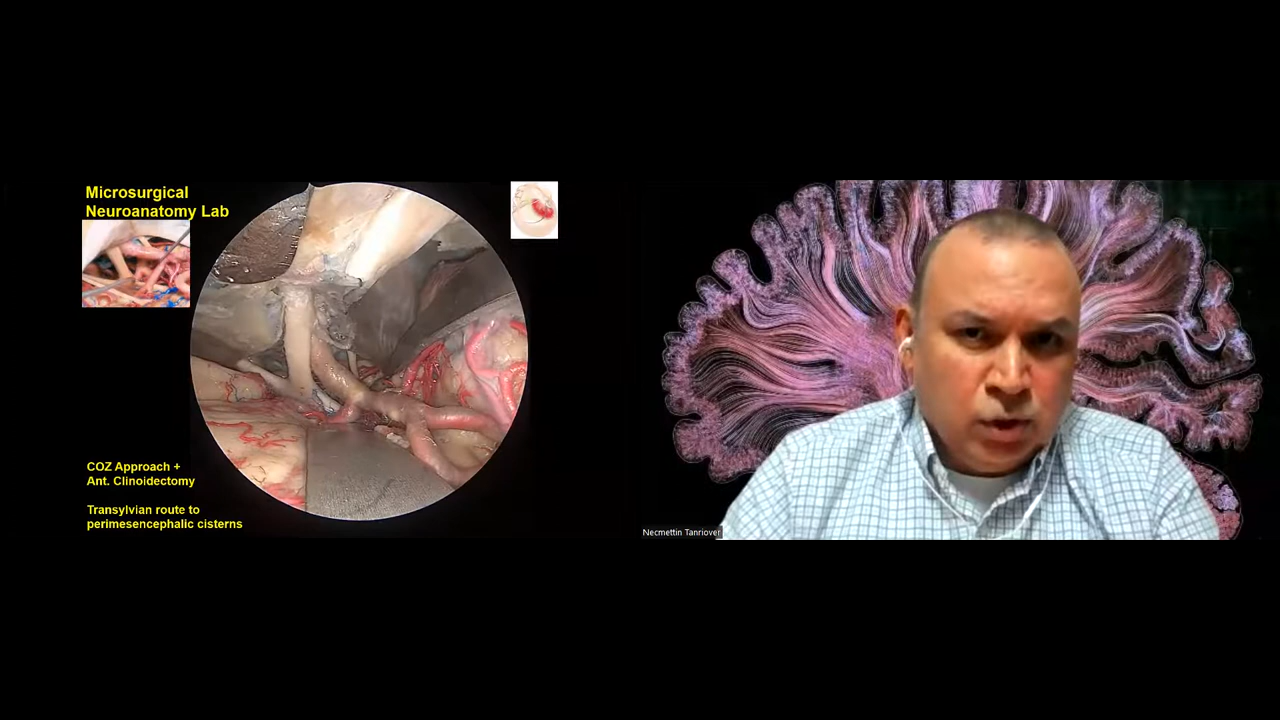 Microsurgical
Neuroanatomy Lab
COZ Approach +
Ant. Clinoidectomy
Transylvian route to
perimesencephalic cisterns
Necmettin Tanriover